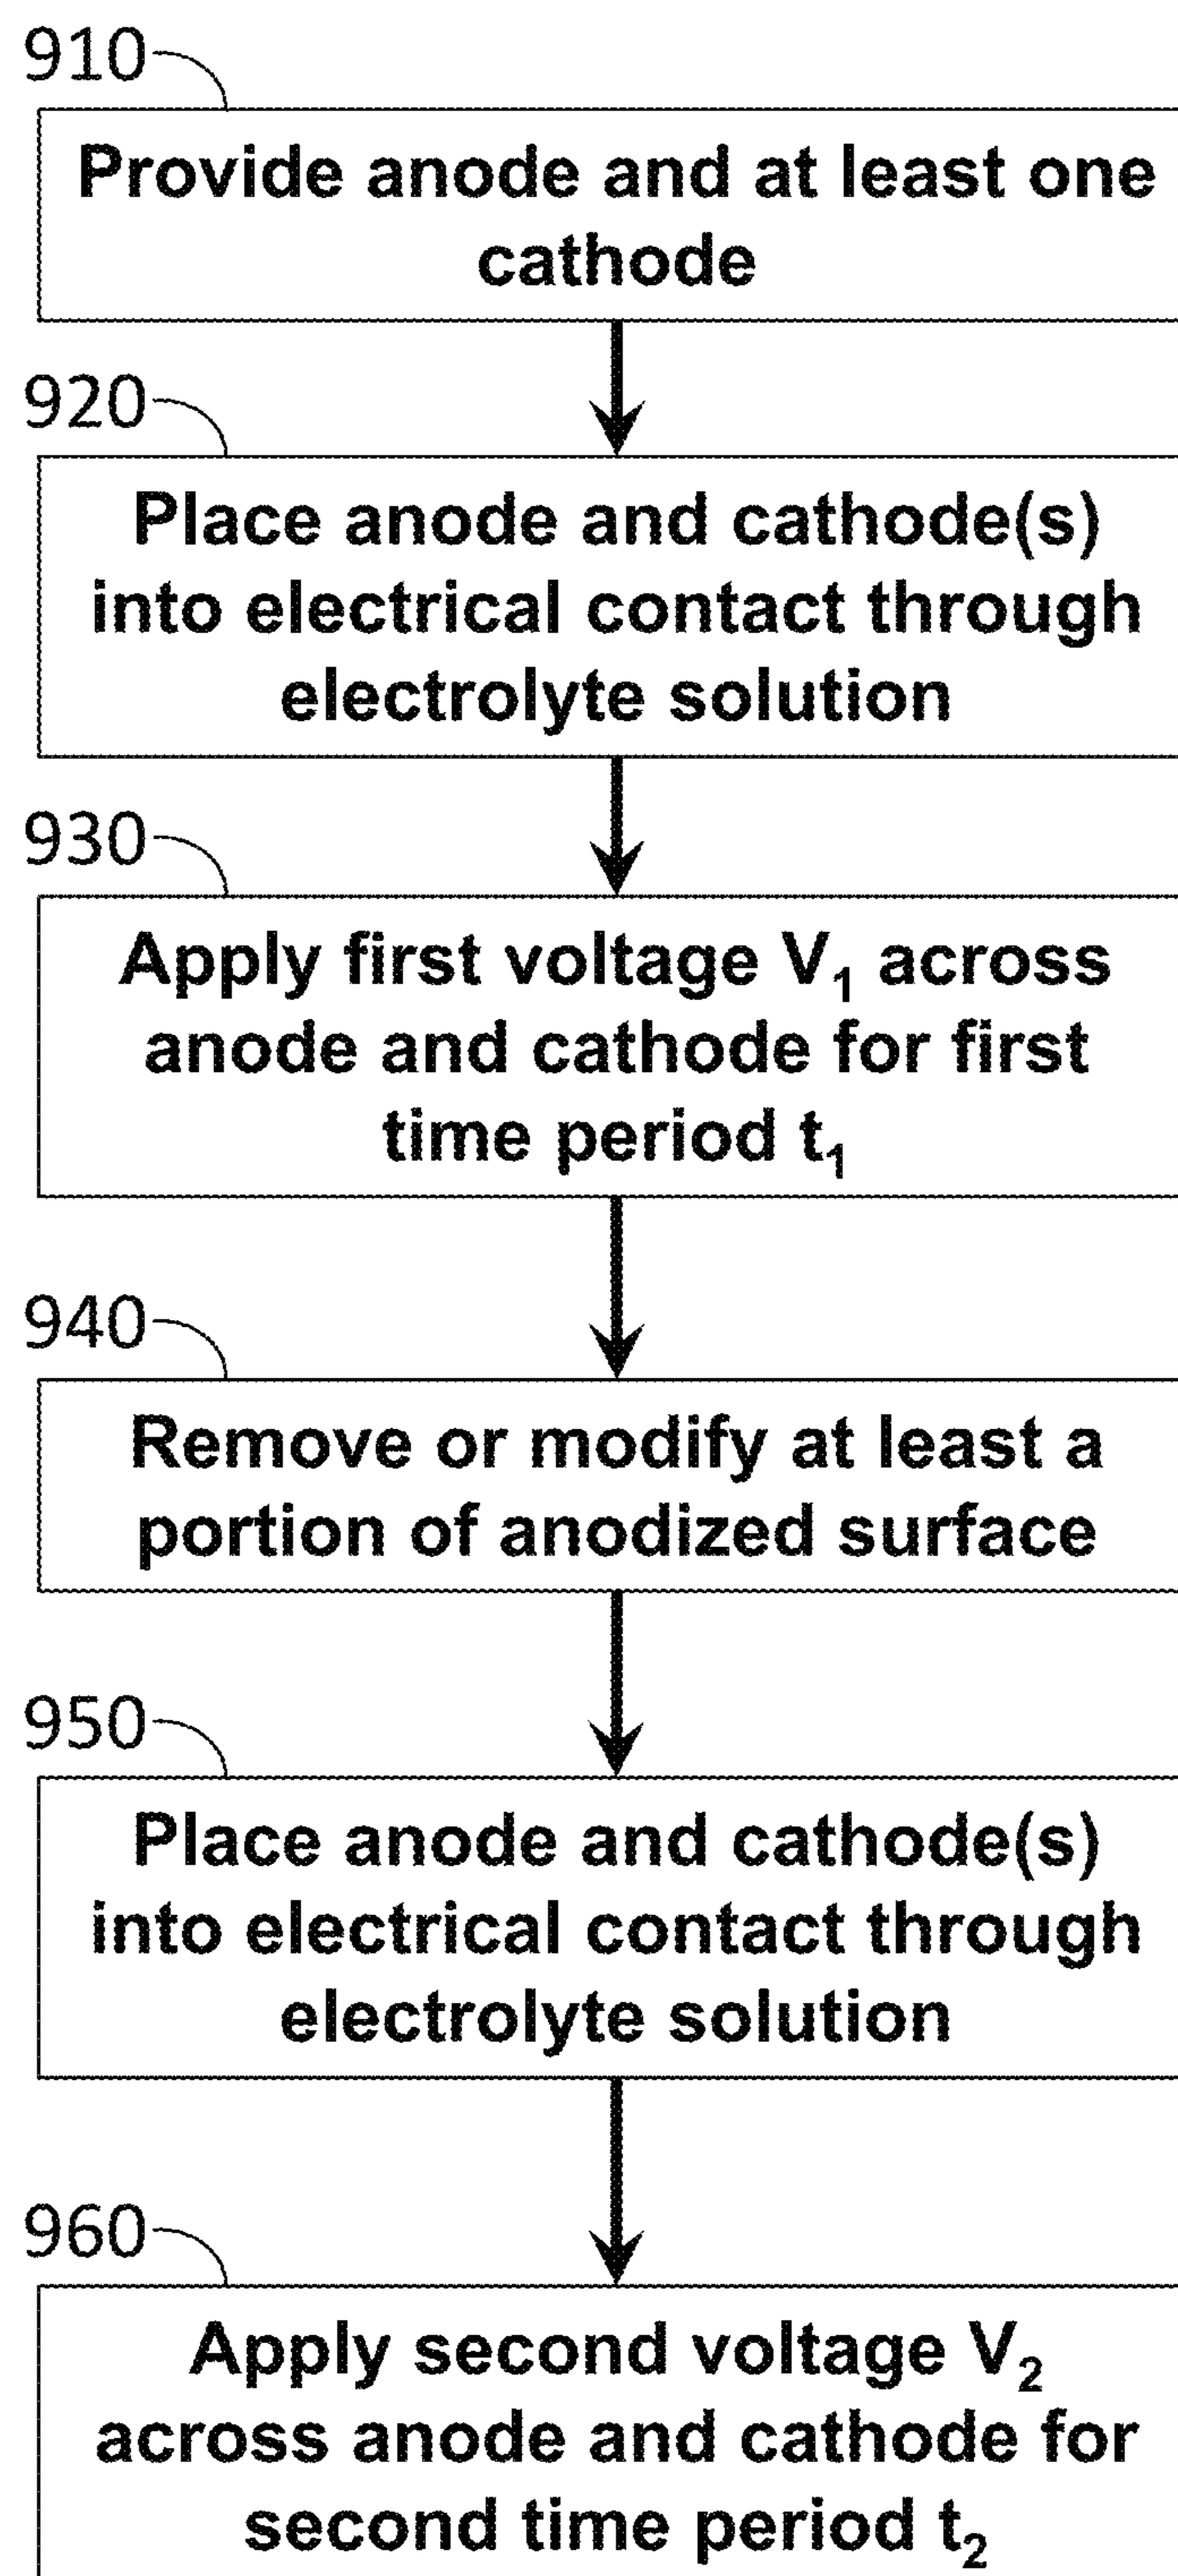 910
Provide anode and at least one
cathode
920
Place anode and cathode(s)
into electrical contact through
electrolyte solution
930
Apply first voltage V₁ across
anode and cathode for first
time period t₁
940
Remove or modify at least a
portion of anodized surface
950
Place anode and cathode(s)
into electrical contact through
electrolyte solution
960
Apply second voltage V₂
across anode and cathode for
second time period t₂